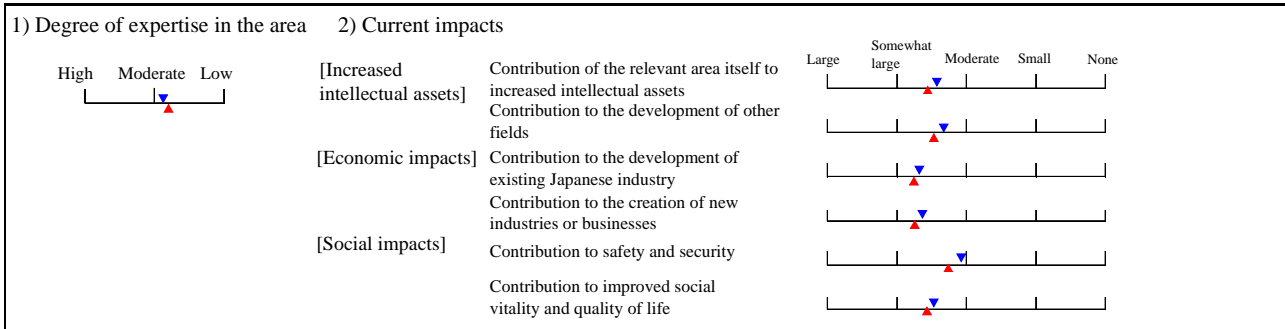 1) Degree of expertise in the area 2) Current impacts
High Moderate Low
[Increased
intellectual assets]
Contribution of the relevant area itself to
increased intellectual assets
Large Somewhat
large Moderate Small None
Contribution to the development of other
fields
[Economic impacts] Contribution to the development of
existing Japanese industry
Contribution to the creation of new
industries or businesses
[Social impacts]
Contribution to safety and security
Contribution to improved social
vitality and quality of life